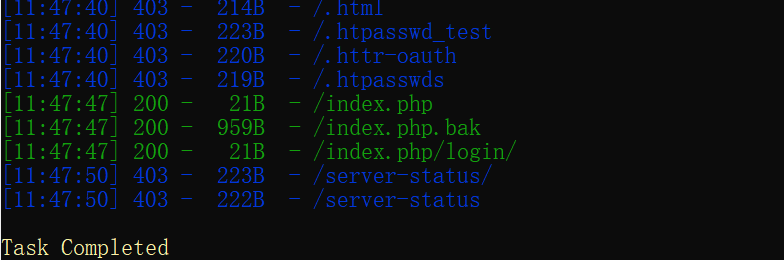 [11:47:40] 403 -  214B  - /.html
[11:47:40] 403 -  223B  - /.htpasswd_test
[11:47:40] 403 -  220B  - /.httr-oauth
[11:47:40] 403 -  219B  - /.htpasswds
[11:47:47] 200 -   21B  - /index.php
[11:47:47] 200 -  959B  - /index.php.bak
[11:47:47] 200 -   21B  - /index.php/login/
[11:47:50] 403 -  223B  - /server-status/
[11:47:50] 403 -  222B  - /server-status
Task Completed